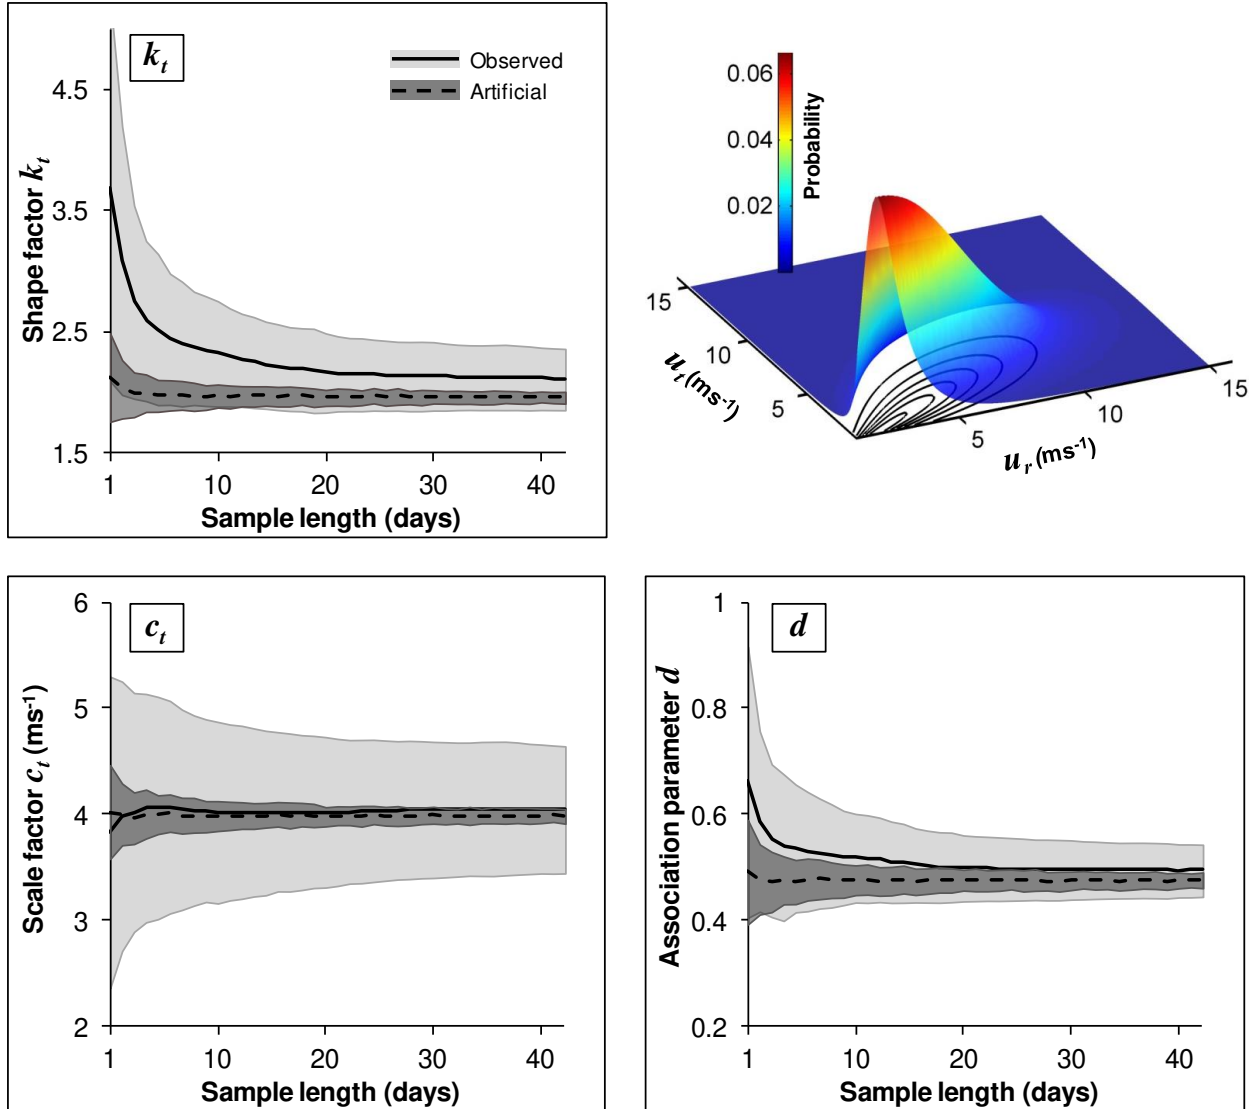 k_t
Observed
Artificial
4.5
3.5
2.5
1.5
Shape factor k_t
1
10
20
30
40
Sample length (days)
0.06
0.04
0.02
Probability
15
10
5
u_t (ms⁻¹)
5
10
15
u_r (ms⁻¹)
c_t
6
5
4
3
2
Scale factor c_t (ms⁻¹)
1
10
20
30
40
Sample length (days)
d
1
0.8
0.6
0.4
0.2
Association parameter d
1
10
20
30
40
Sample length (days)